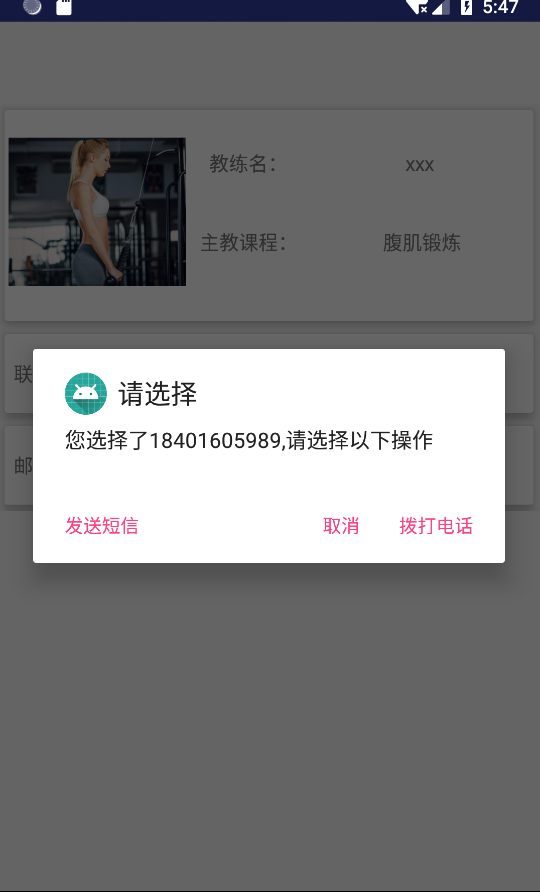 5:47
教练名：
xxx
主教课程：
腹肌锻炼
联
请选择
您选择了18401605989,请选择以下操作
邮
发送短信
取消
拨打电话